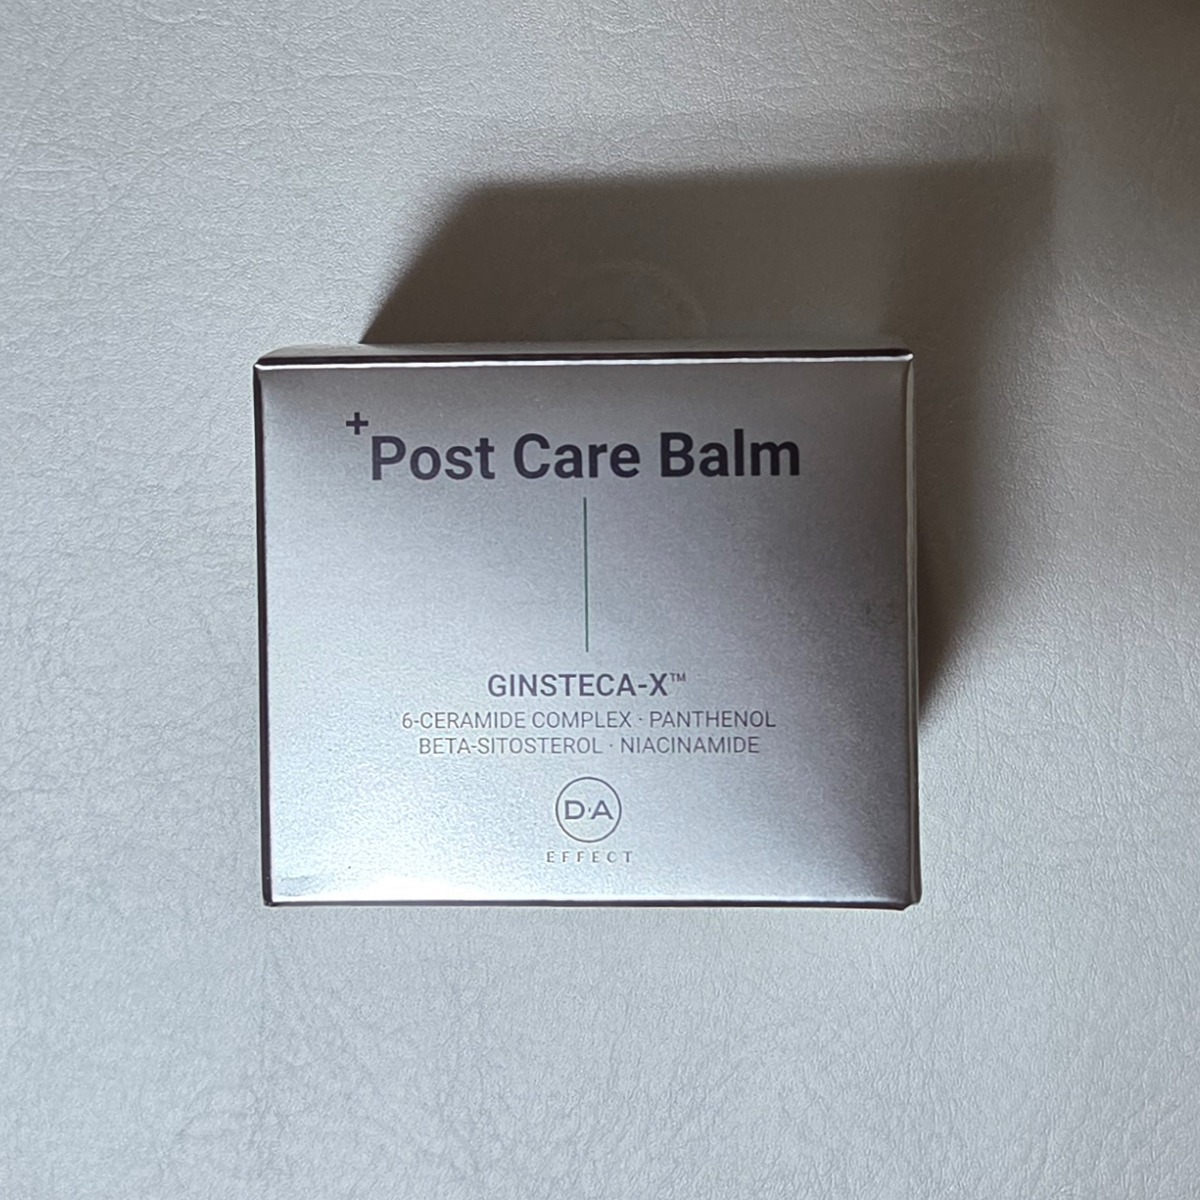 +Post Care Balm
GINSTECA-X™
6-CERAMIDE COMPLEX · PANTHENOL
BETA-SITOSTEROL · NIACINAMIDE
D·A
EFFECT